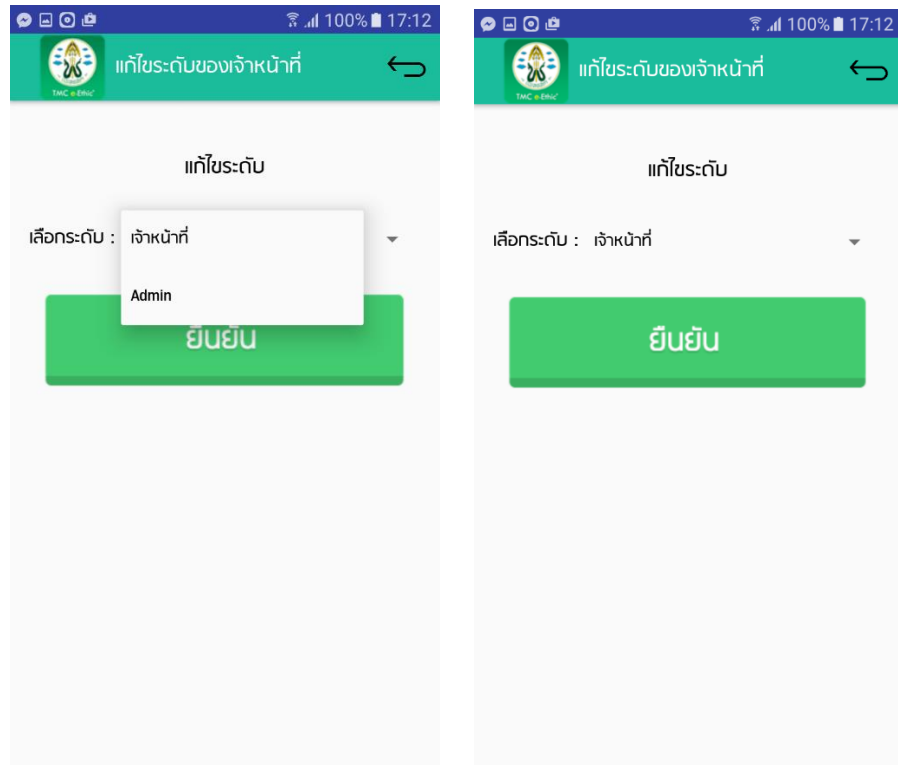 100% 17:12
แก้ไขระดับของเจ้าหน้าที่
TMC e-Ethic
แก้ไขระดับ
เลือกระดับ : เจ้าหน้าที่
Admin
ยืนยัน
100% 17:12
แก้ไขระดับของเจ้าหน้าที่
TMC e-Ethic
แก้ไขระดับ
เลือกระดับ : เจ้าหน้าที่
ยืนยัน